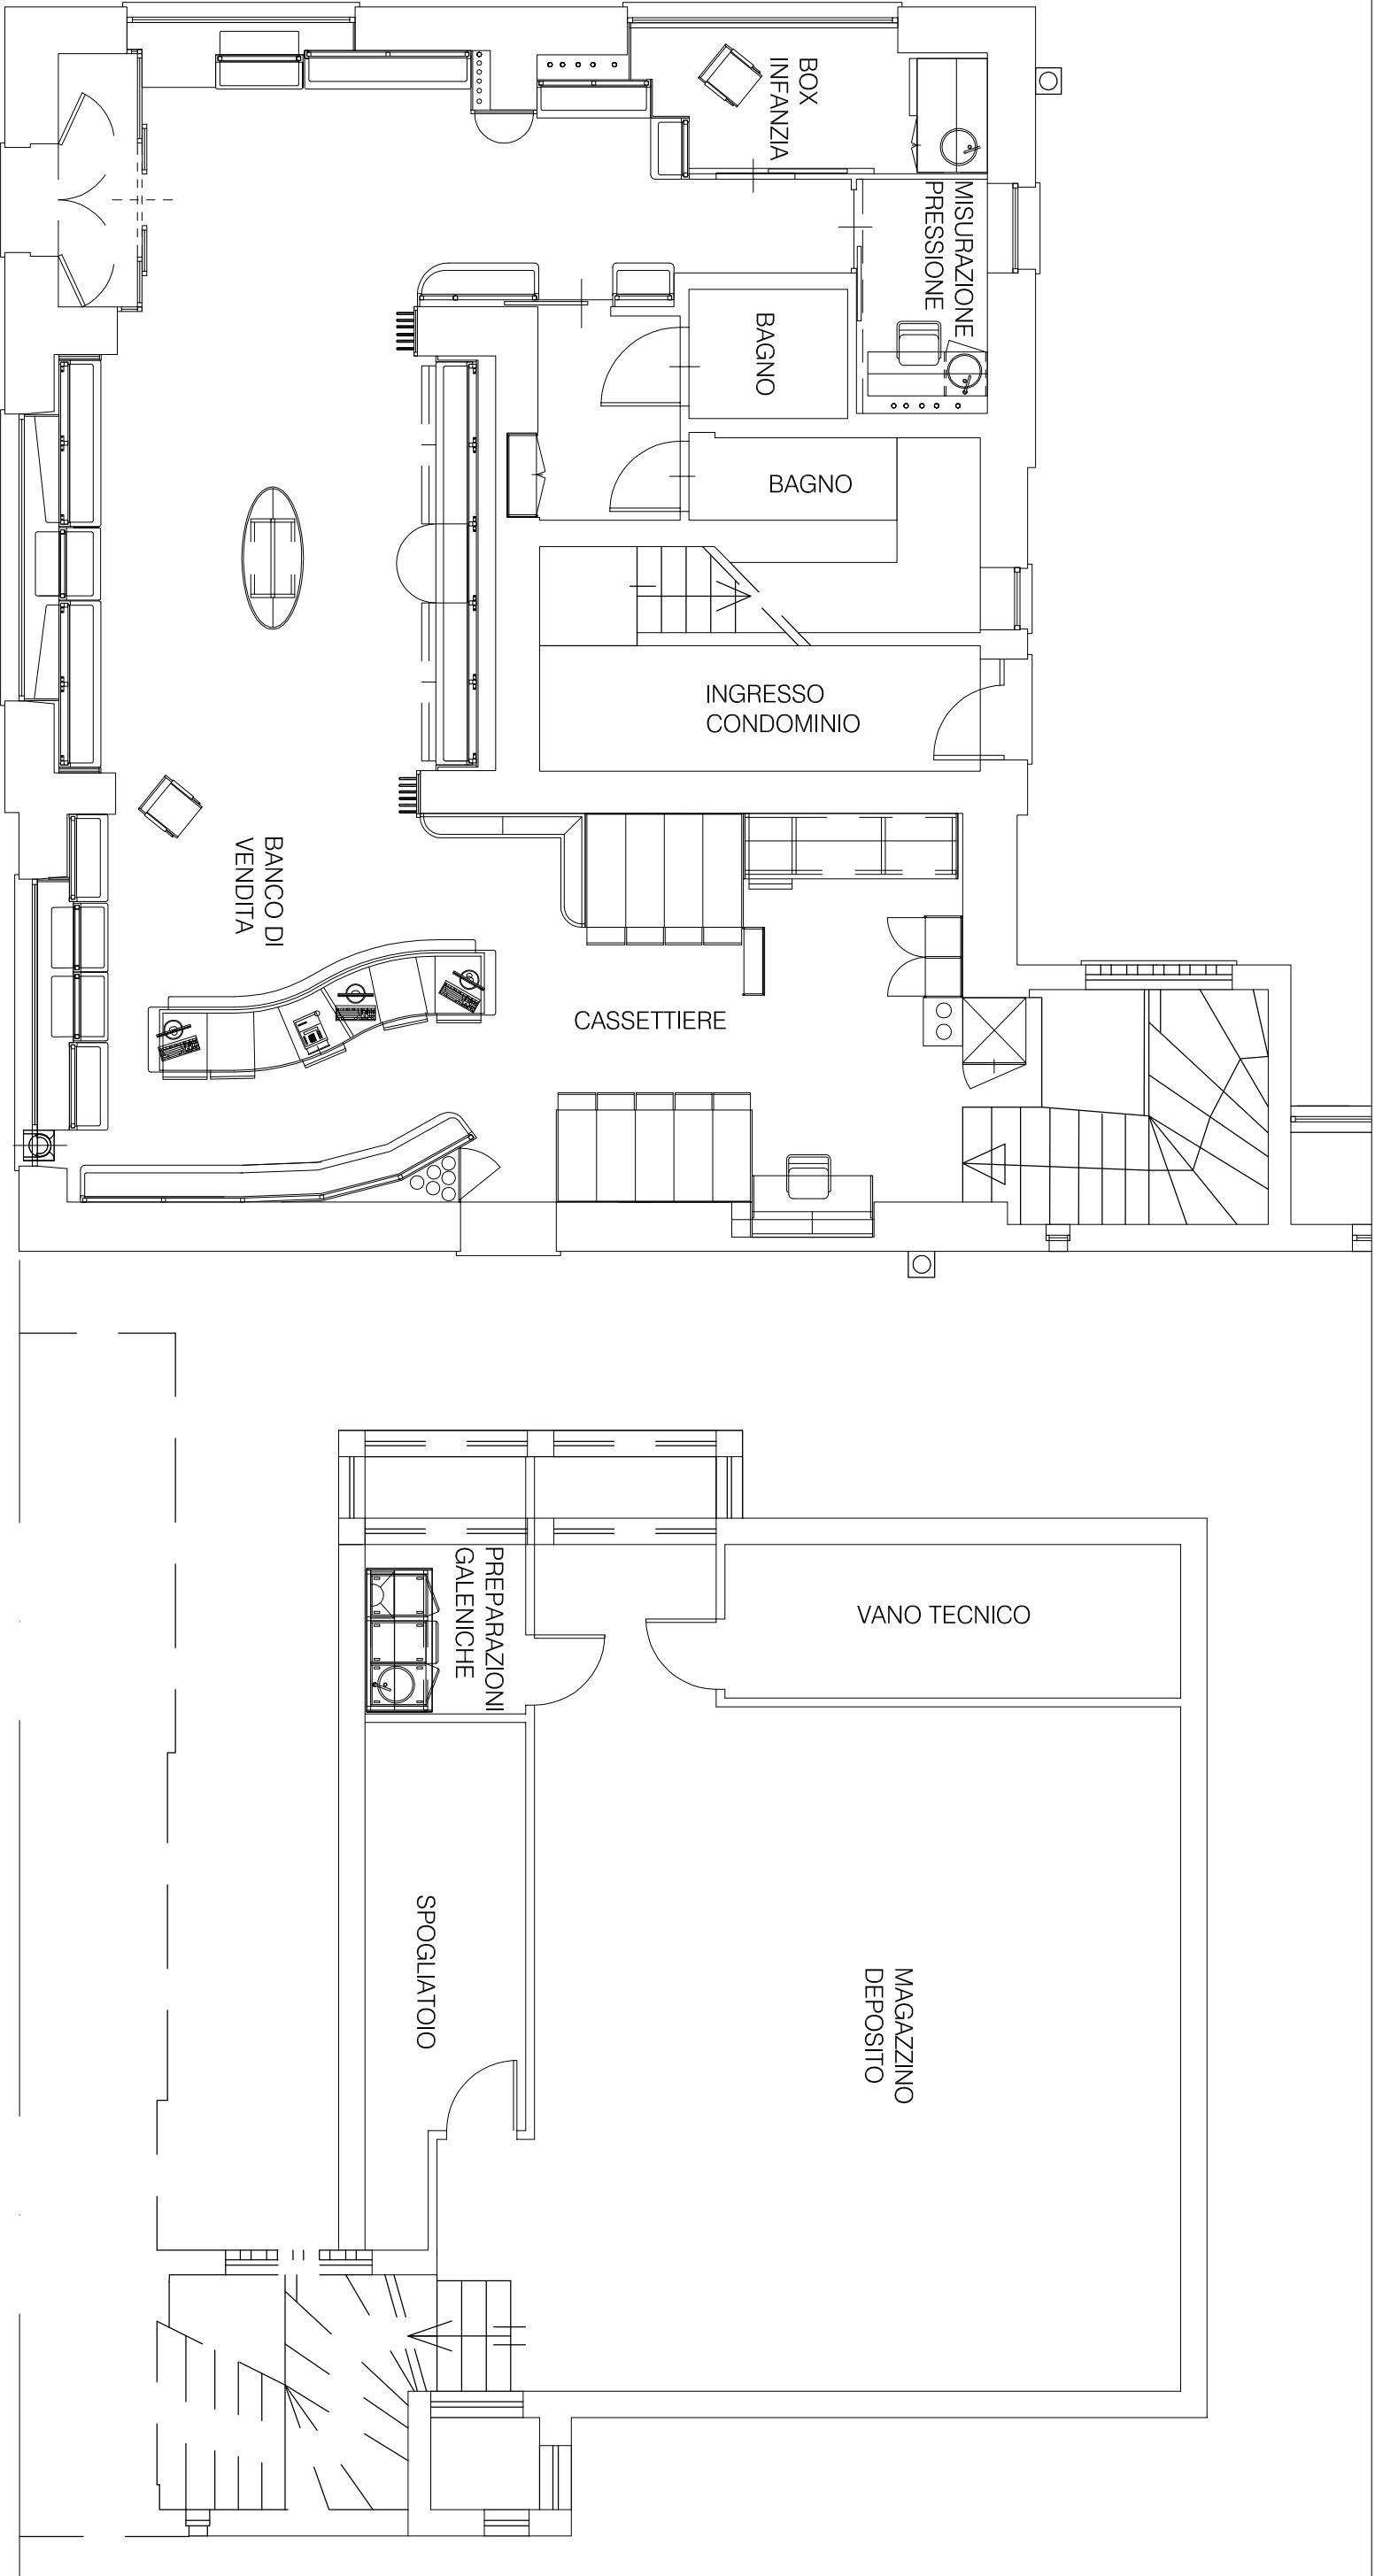 BOX
INFANZIA
MISURAZIONE
PRESSIONE
BAGNO
BAGNO
INGRESSO
CONDOMINIO
BANCO DI
VENDITA
CASSETTIERE
PREPARAZIONI
GALENICHE
VANO TECNICO
SPOGLIATOIO
MAGAZZINO
DEPOSITO